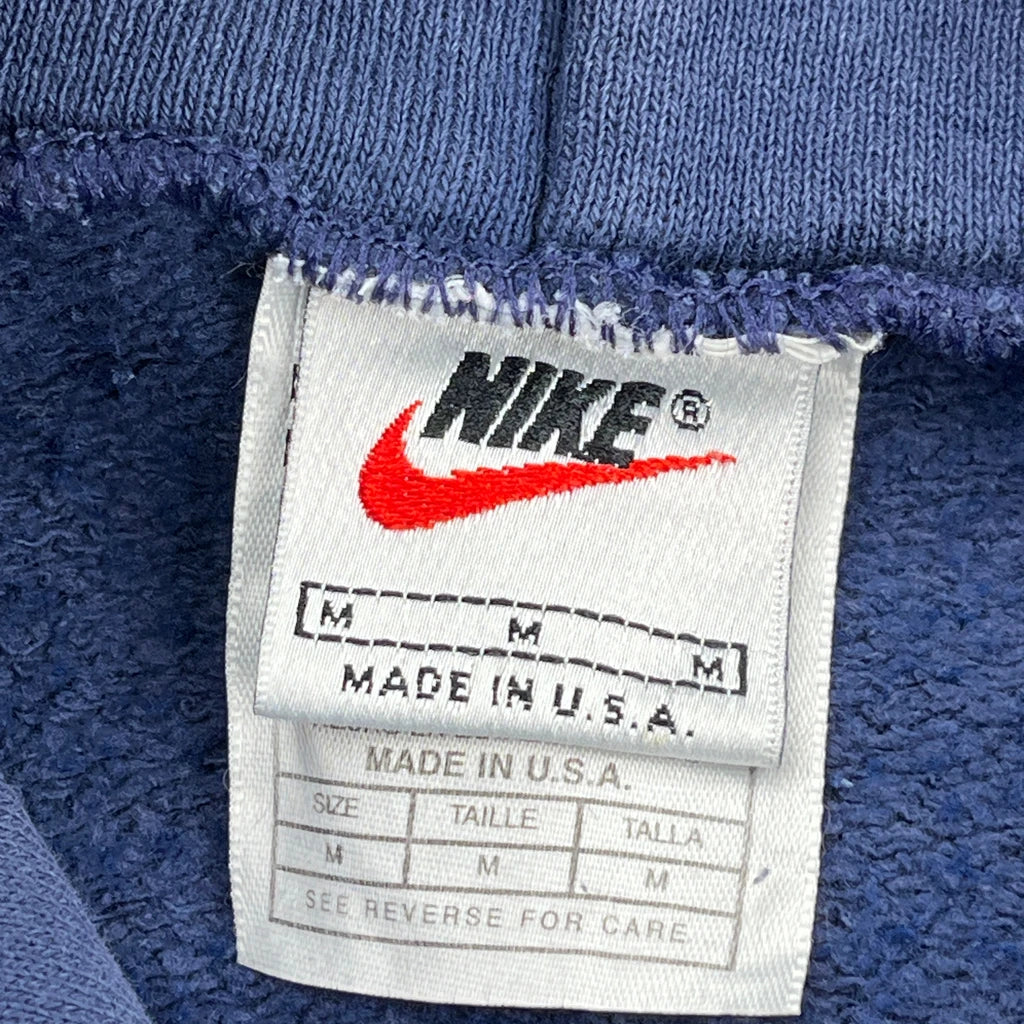 NIKE®
M M M
MADE IN U.S.A.
MADE IN U.S.A.
SIZE TAILLE TALLA
M M M
SEE REVERSE FOR CARE